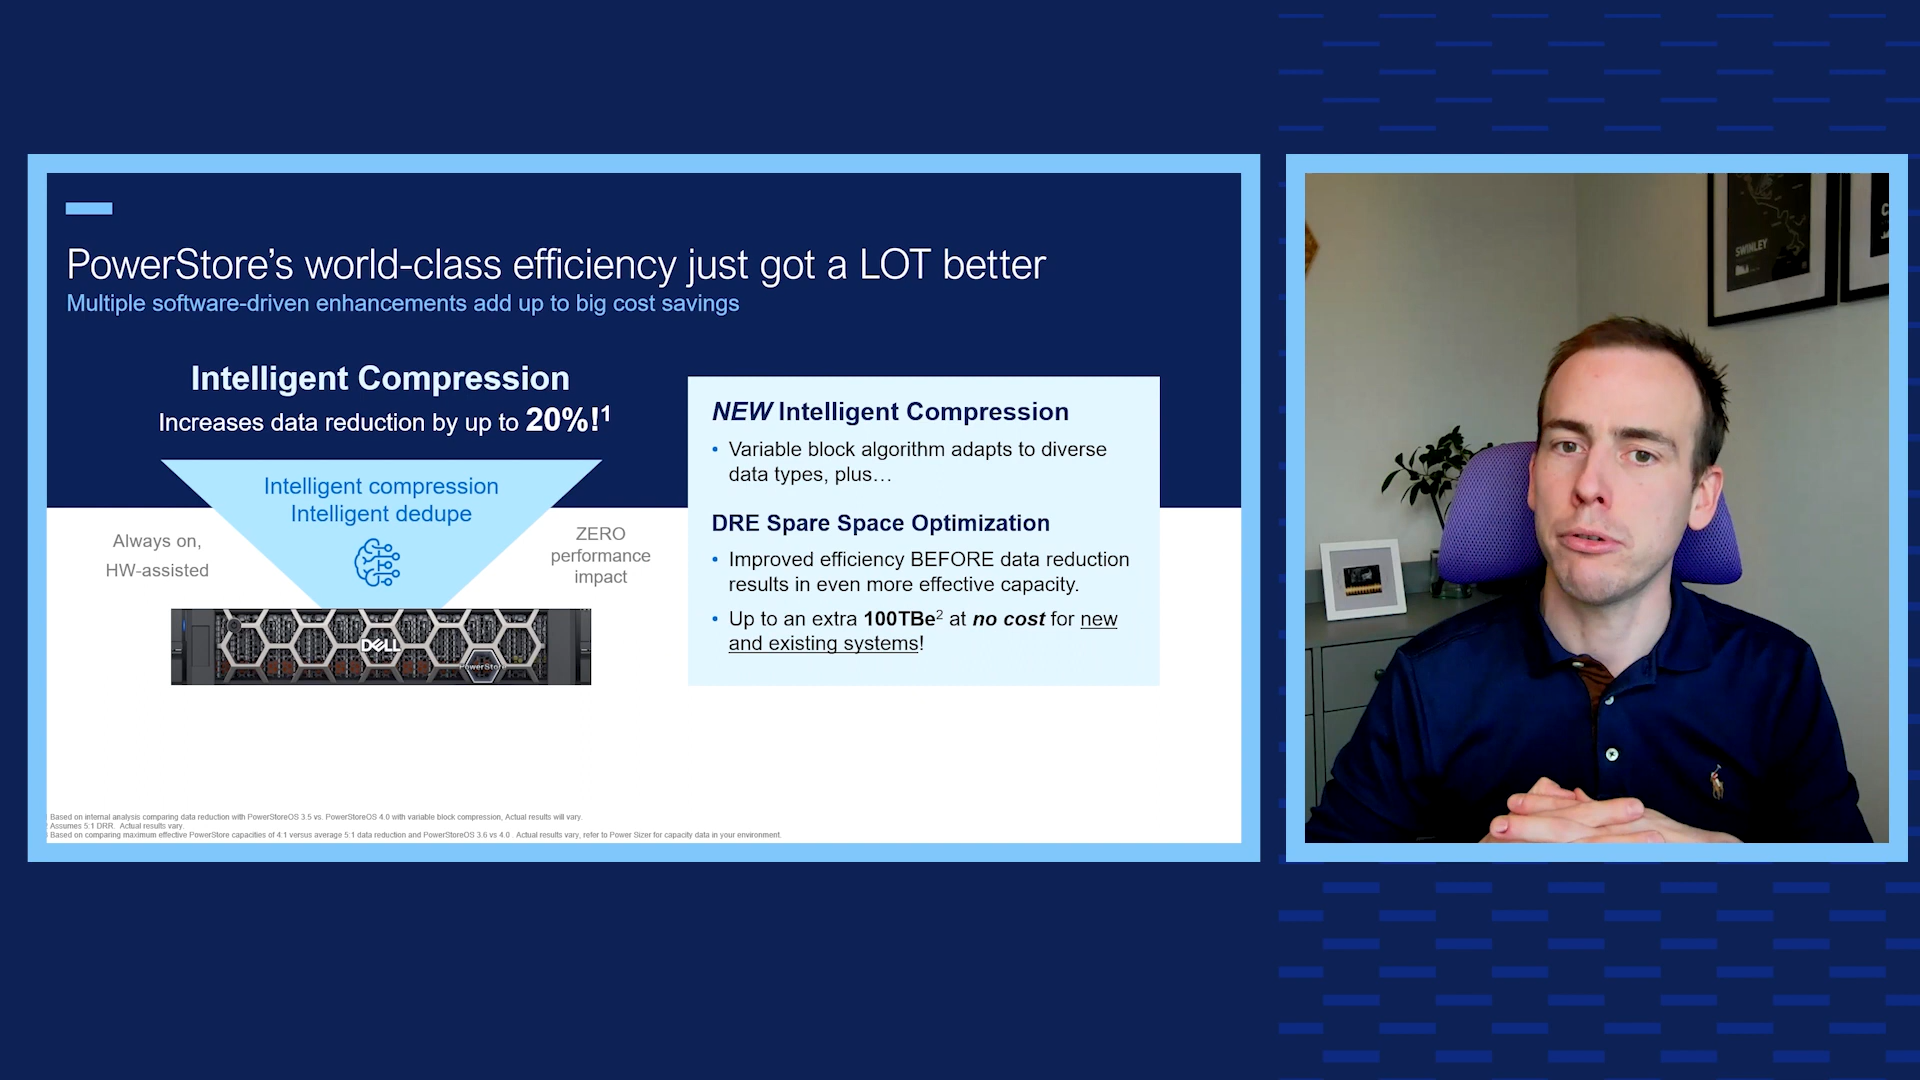 PowerStore's world-class efficiency just got a LOT better
Multiple software-driven enhancements add up to big cost savings
Intelligent Compression
Increases data reduction by up to 20%!¹
Intelligent compression
Intelligent dedupe
Always on,
HW-assisted
ZERO
performance
impact
DELL
PowerStore
NEW Intelligent Compression
• Variable block algorithm adapts to diverse
data types, plus…
DRE Spare Space Optimization
• Improved efficiency BEFORE data reduction
results in even more effective capacity.
• Up to an extra 100TBe² at no cost for new
and existing systems!
Based on internal analysis comparing data reduction with PowerStoreOS 3.5 vs. PowerStoreOS 4.0 with variable block compression, Actual results will vary.
Assumes 5:1 DRR. Actual results vary.
Based on comparing maximum effective PowerStore capacities of 4:1 versus average 5:1 data reduction and PowerStoreOS 3.6 vs 4.0 . Actual results vary, refer to Power Sizer for capacity data in your environment.
SWINLEY